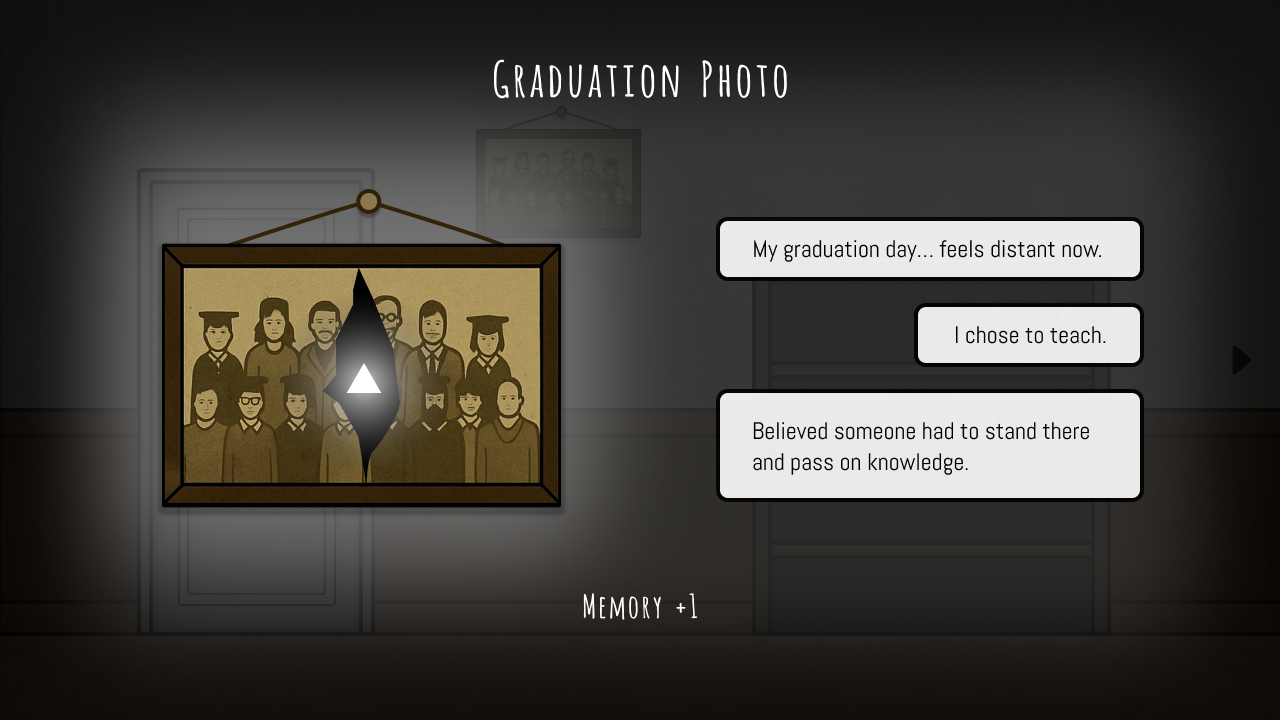 Graduation Photo
My graduation day... feels distant now.
I chose to teach.
Believed someone had to stand there
and pass on knowledge.
Memory +1